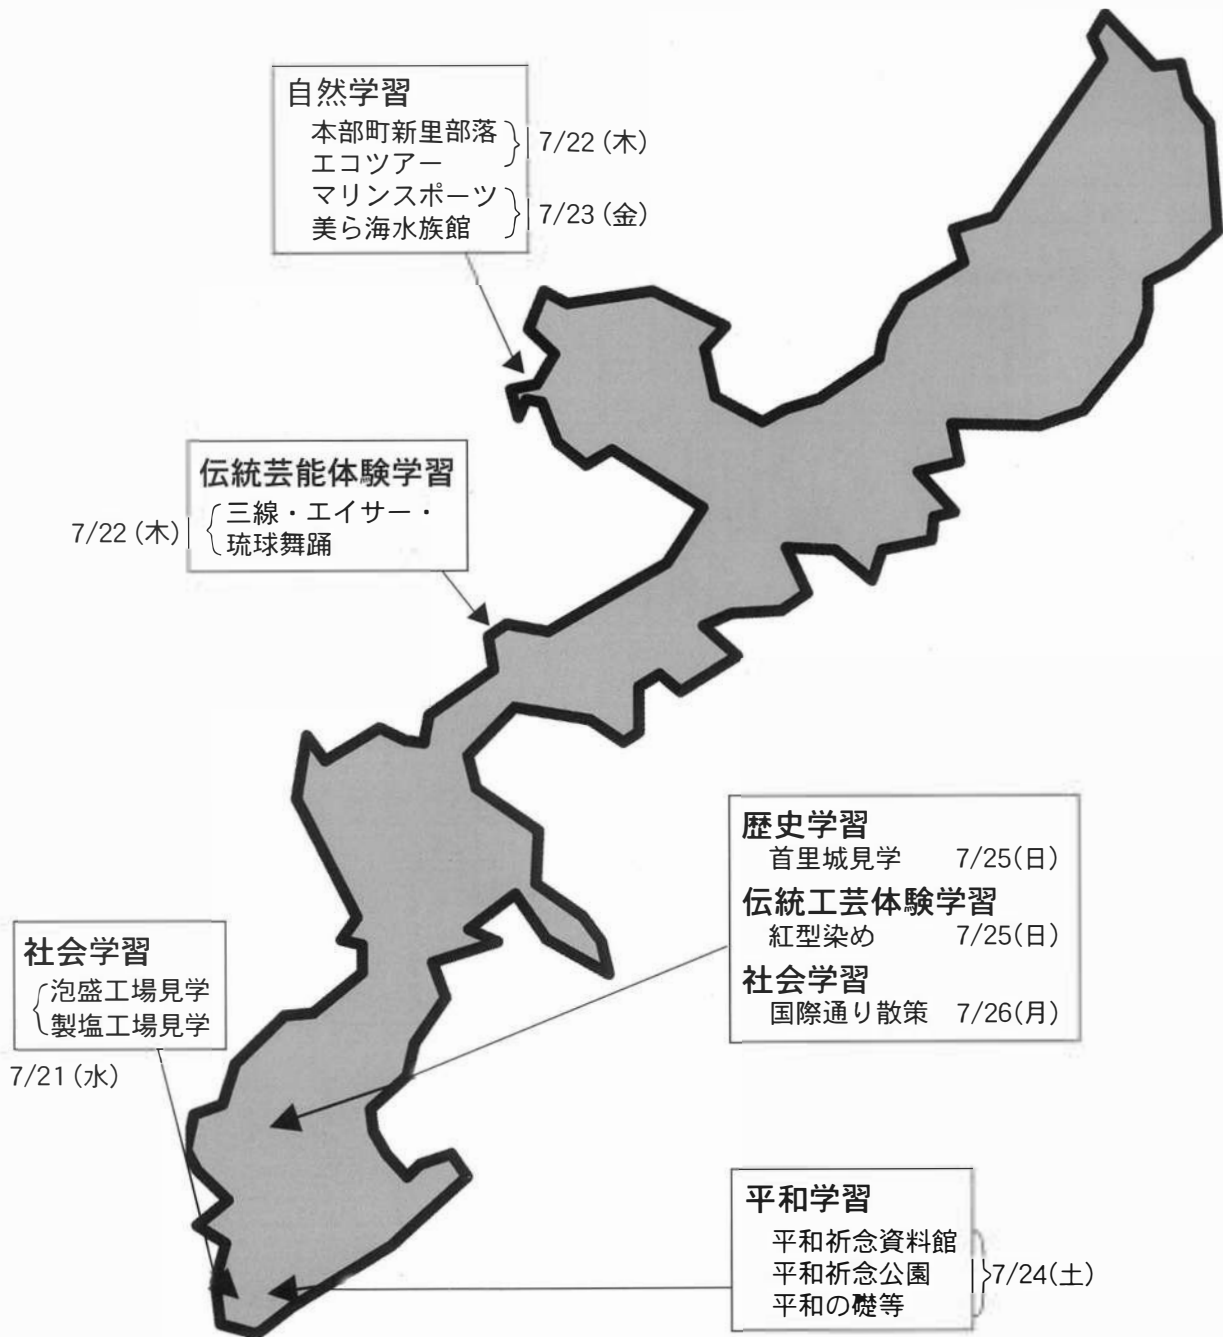 自然学習
本部町新里部落
エコツアー
7/22(木)
マリンスポーツ
美ら海水族館
7/23(金)
伝統芸能体験学習
7/22(木)
三線・エイサー・
琉球舞踊
歴史学習
首里城見学 7/25(日)
伝統工芸体験学習
紅型染め 7/25(日)
社会学習
国際通り散策 7/26(月)
社会学習
泡盛工場見学
製塩工場見学
7/21(水)
平和学習
平和祈念資料館
平和祈念公園
平和の礎等
7/24(土)